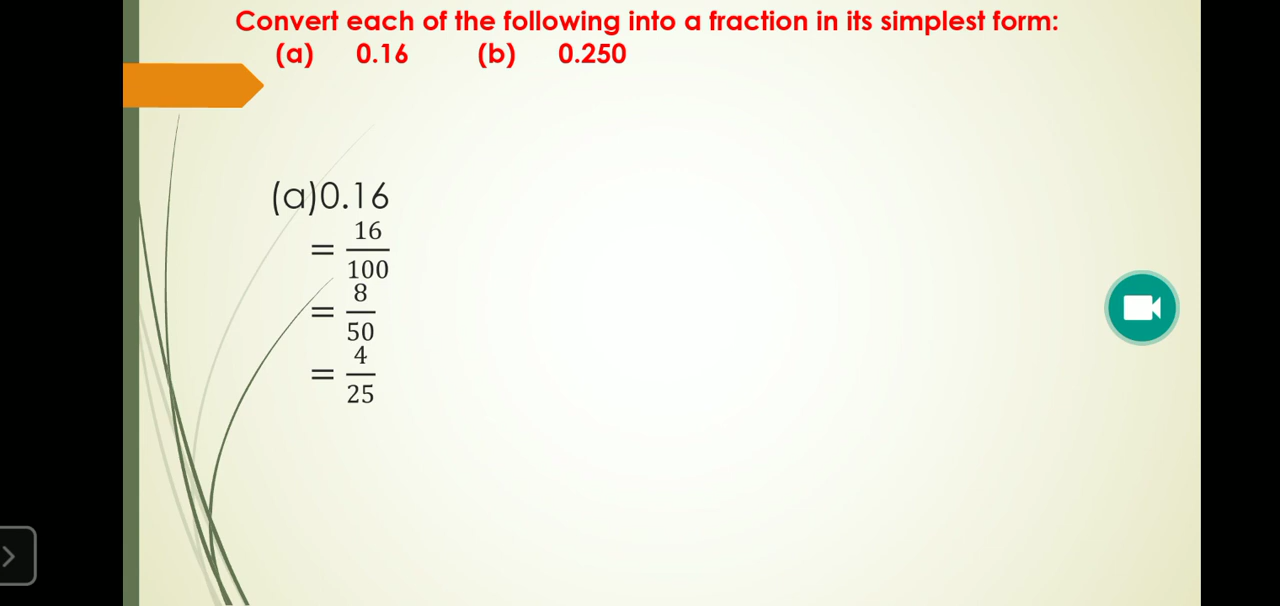 Convert each of the following into a fraction in its simplest form:
(a) 0.16 (b) 0.250
(a)0.16
= 16/100
= 8/50
= 4/25